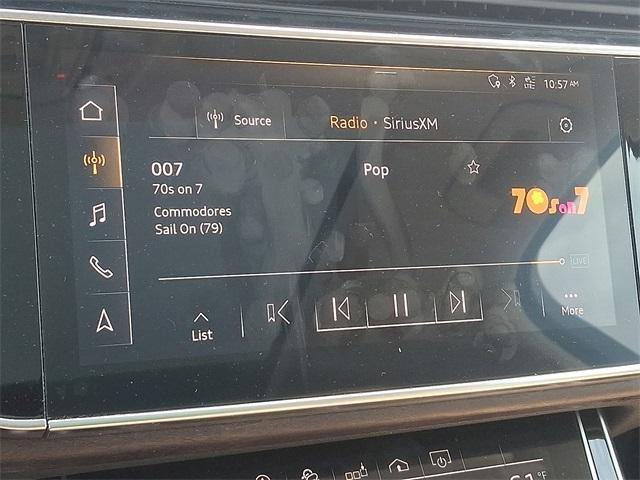 10:57 AM
Source
Radio • SiriusXM
007
Pop
70s on 7
70s on 7
Commodores
Sail On (79)
LIVE
List
More